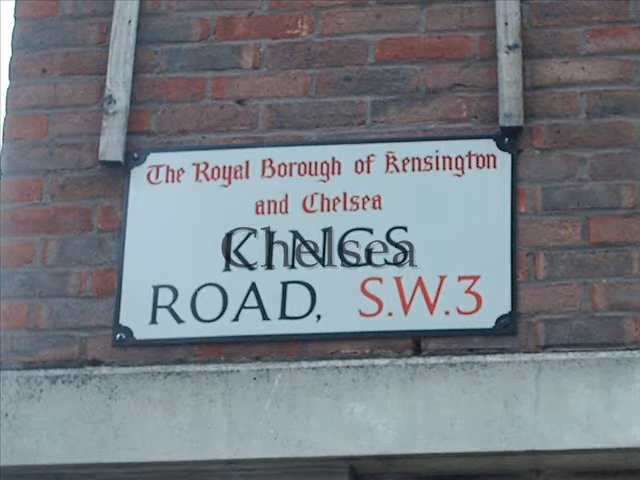 The Royal Borough of Kensington
and Chelsea
KINGS
Chelsea
ROAD, S.W.3